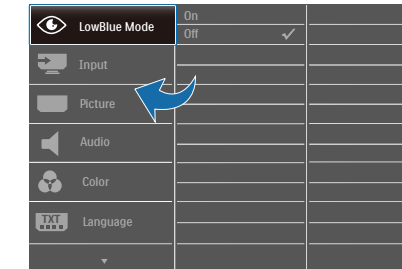 LowBlue Mode
On
Off
Input
Picture
Audio
Color
TXT
Language